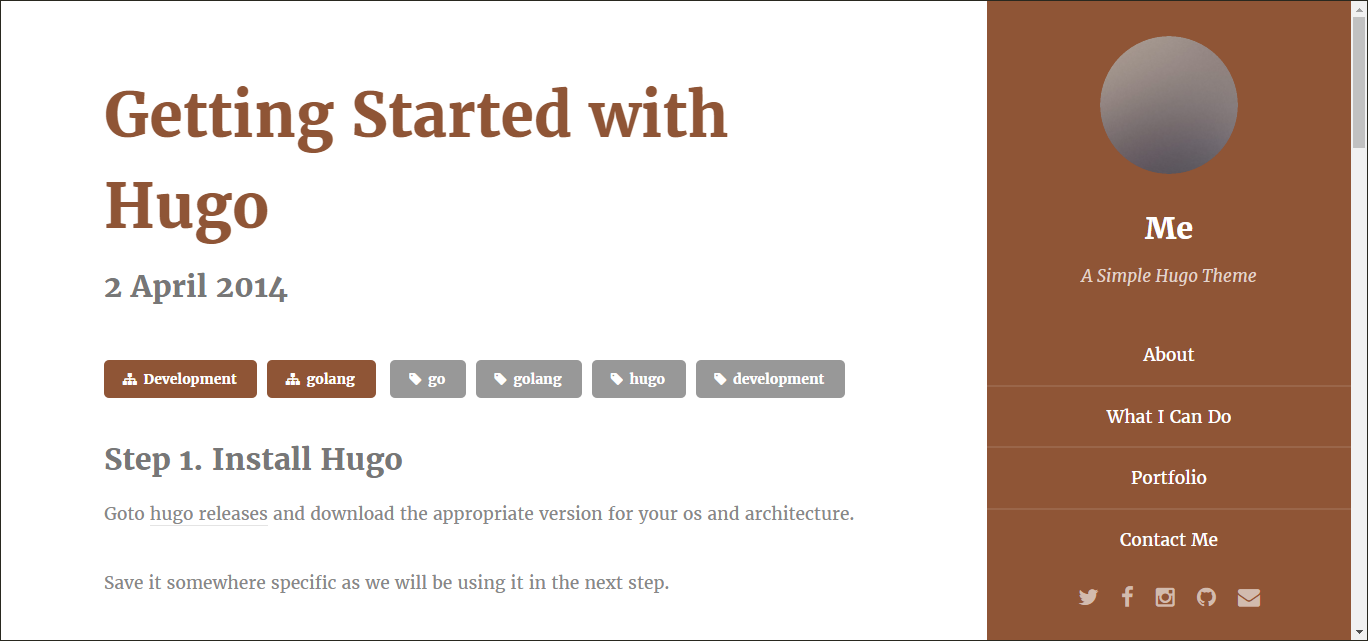 Getting Started with
Hugo
2 April 2014
Development golang go golang hugo development
Step 1. Install Hugo
Goto hugo releases and download the appropriate version for your os and architecture.
Save it somewhere specific as we will be using it in the next step.
Me
A Simple Hugo Theme
About
What I Can Do
Portfolio
Contact Me